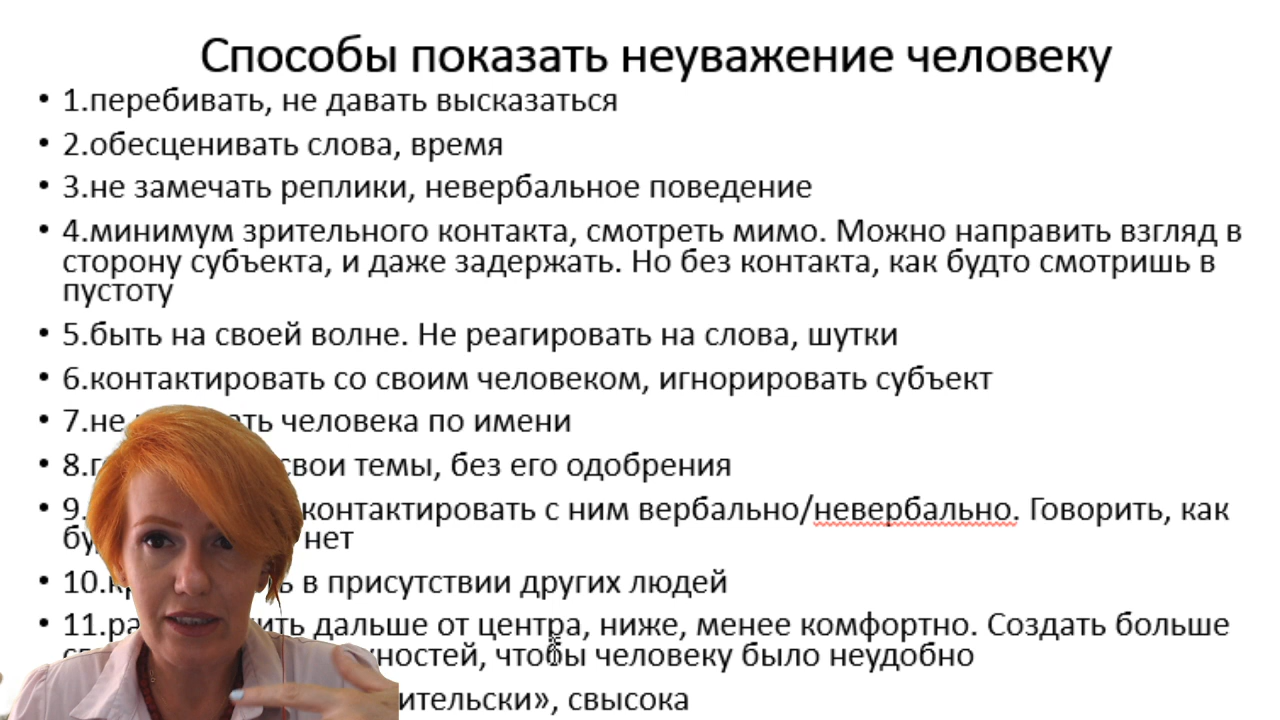 Способы показать неуважение человеку
• 1.перебивать, не давать высказаться
• 2.обесценивать слова, время
• 3.не замечать реплики, невербальное поведение
• 4.минимум зрительного контакта, смотреть мимо. Можно направить взгляд в
сторону субъекта, и даже задержать. Но без контакта, как будто смотришь в
пустоту
• 5.быть на своей волне. Не реагировать на слова, шутки
• 6.контактировать со своим человеком, игнорировать субъект
• 7.не человека по имени
• 8. свои темы, без его одобрения
• 9. контактировать с ним вербально/невербально. Говорить, как
нет
• 10. в присутствии других людей
• 11. дальше от центра, ниже, менее комфортно. Создать больше
чтобы человеку было неудобно
свысока